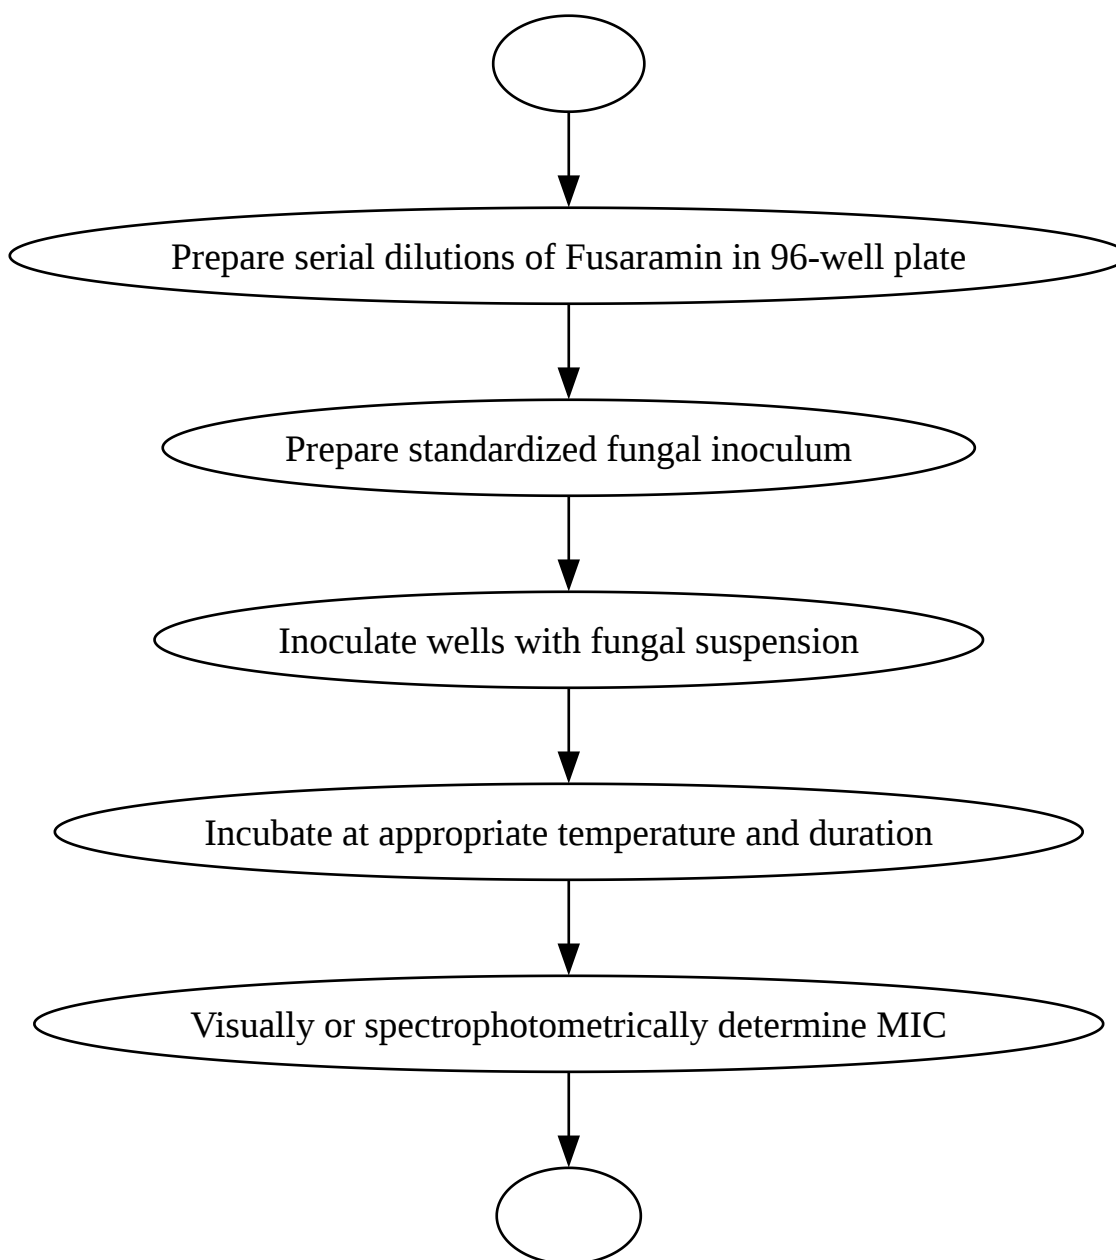 Prepare serial dilutions of Fusaramin in 96-well plate
Prepare standardized fungal inoculum
Inoculate wells with fungal suspension
Incubate at appropriate temperature and duration
Visually or spectrophotometrically determine MIC